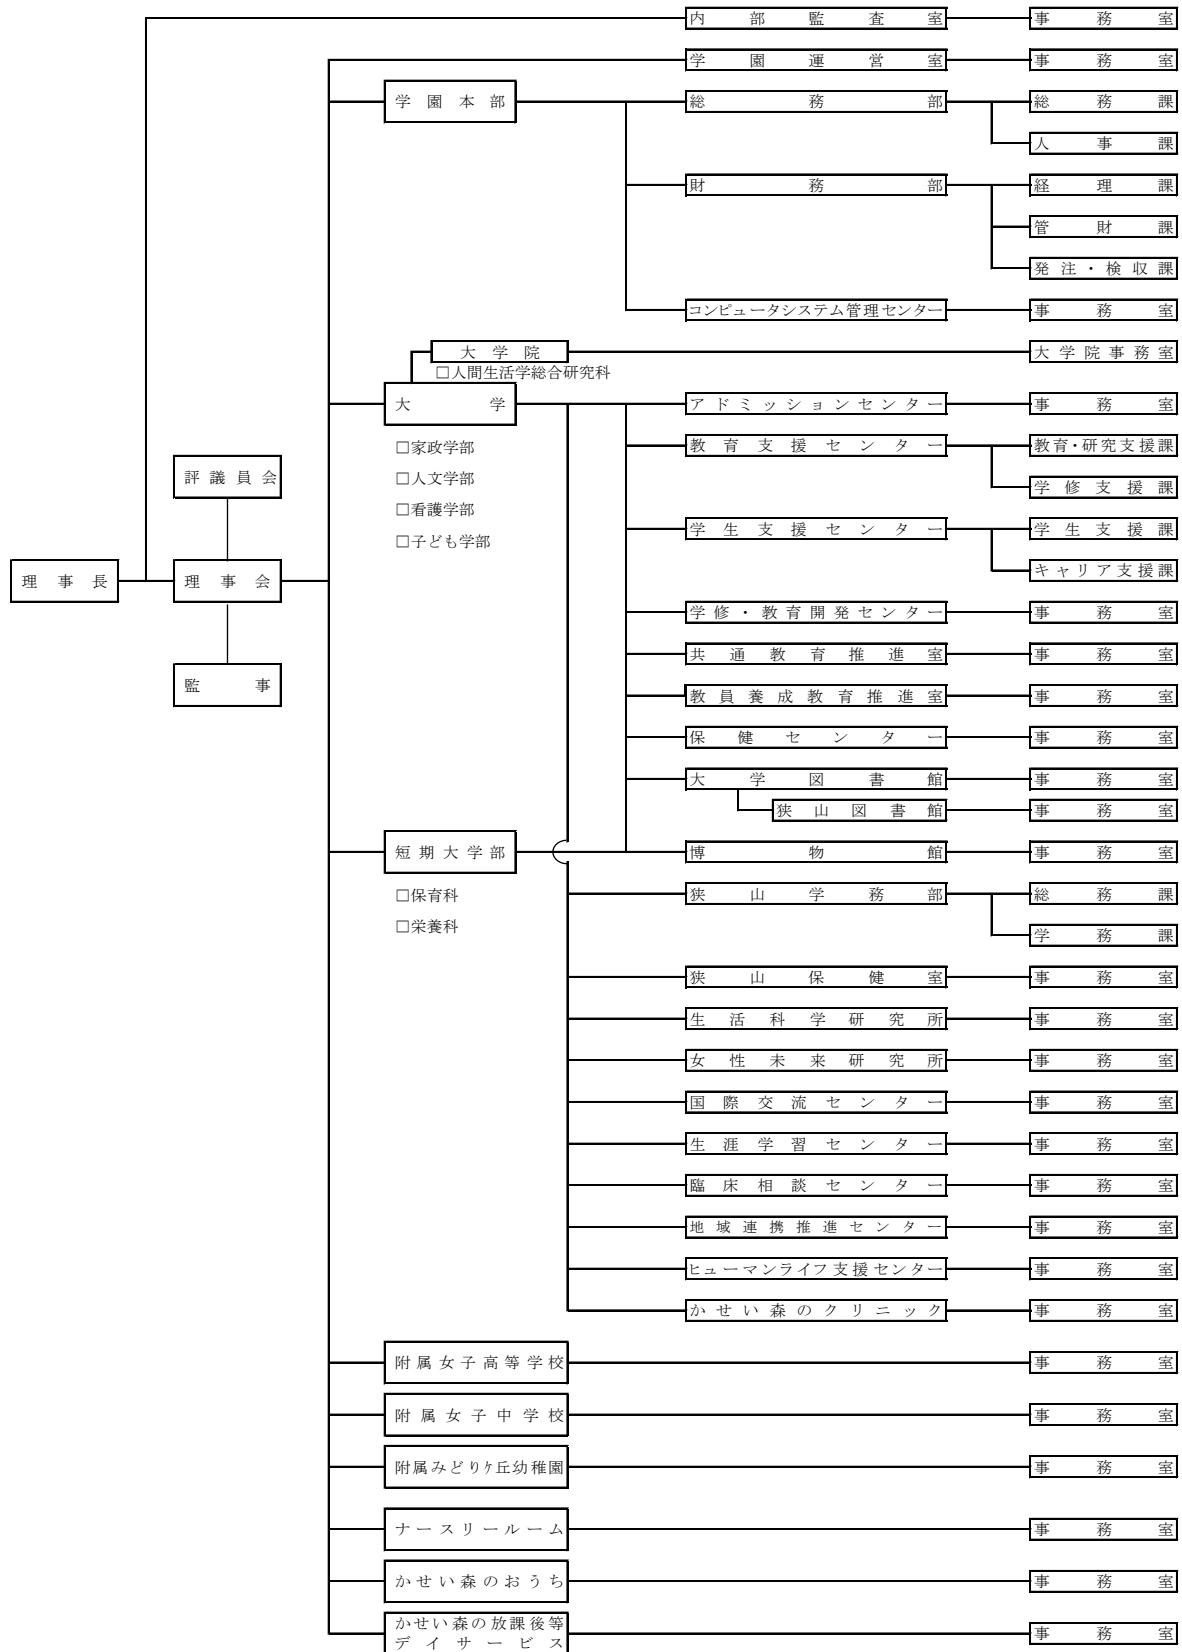 内部監査室 事務室
学園運営室 事務室
学園本部 総務部 総務課
人事課
財務部 経理課
管財課
発注・検収課
コンピュータシステム管理センター 事務室
大学院 大学院事務室
□人間生活学総合研究科
大学 アドミッションセンター 事務室
□家政学部 教育支援センター 教育・研究支援課
評議員会 □人文学部 学修支援課
□看護学部
学生支援センター 学生支援課
□子ども学部
理事長 理事会 キャリア支援課
学修・教育開発センター 事務室
共通教育推進室 事務室
監事 教員養成教育推進室 事務室
保健センター 事務室
大学図書館 事務室
狭山図書館 事務室
短期大学部 博物館 事務室
□保育科 狭山学務部 総務課
□栄養科 学務課
狭山保健室 事務室
生活科学研究所 事務室
女性未来研究所 事務室
国際交流センター 事務室
生涯学習センター 事務室
臨床相談センター 事務室
地域連携推進センター 事務室
ヒューマンライフ支援センター 事務室
かせい森のクリニック 事務室
附属女子高等学校 事務室
附属女子中学校 事務室
附属みどりケ丘幼稚園 事務室
ナースリールーム 事務室
かせい森のおうち 事務室
かせい森の放課後等
デイサービス 事務室